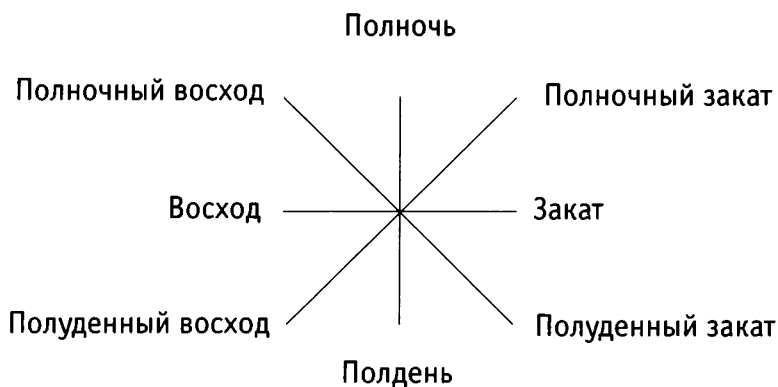 Полночь
Полночный восход
Полночный закат
Восход
Закат
Полуденный восход
Полуденный закат
Полдень